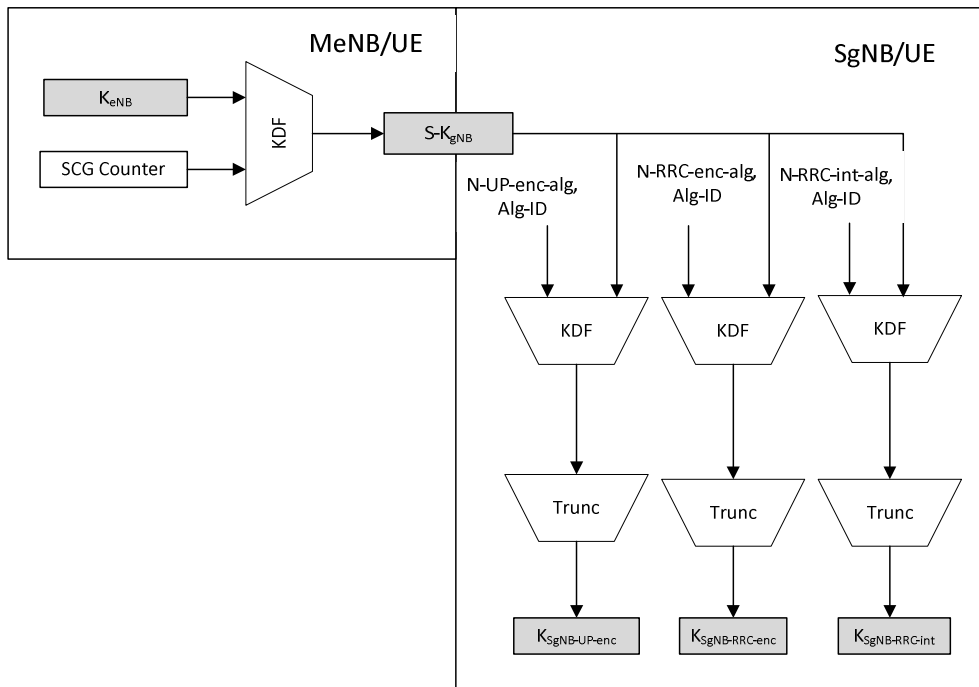 MeNB/UE
SgNB/UE
KeNB
SCG Counter
KDF
S-KgNB
N-UP-enc-alg,
Alg-ID
N-RRC-enc-alg,
Alg-ID
N-RRC-int-alg,
Alg-ID
KDF
KDF
KDF
Trunc
Trunc
Trunc
KSgNB-UP-enc
KSgNB-RRC-enc
KSgNB-RRC-int